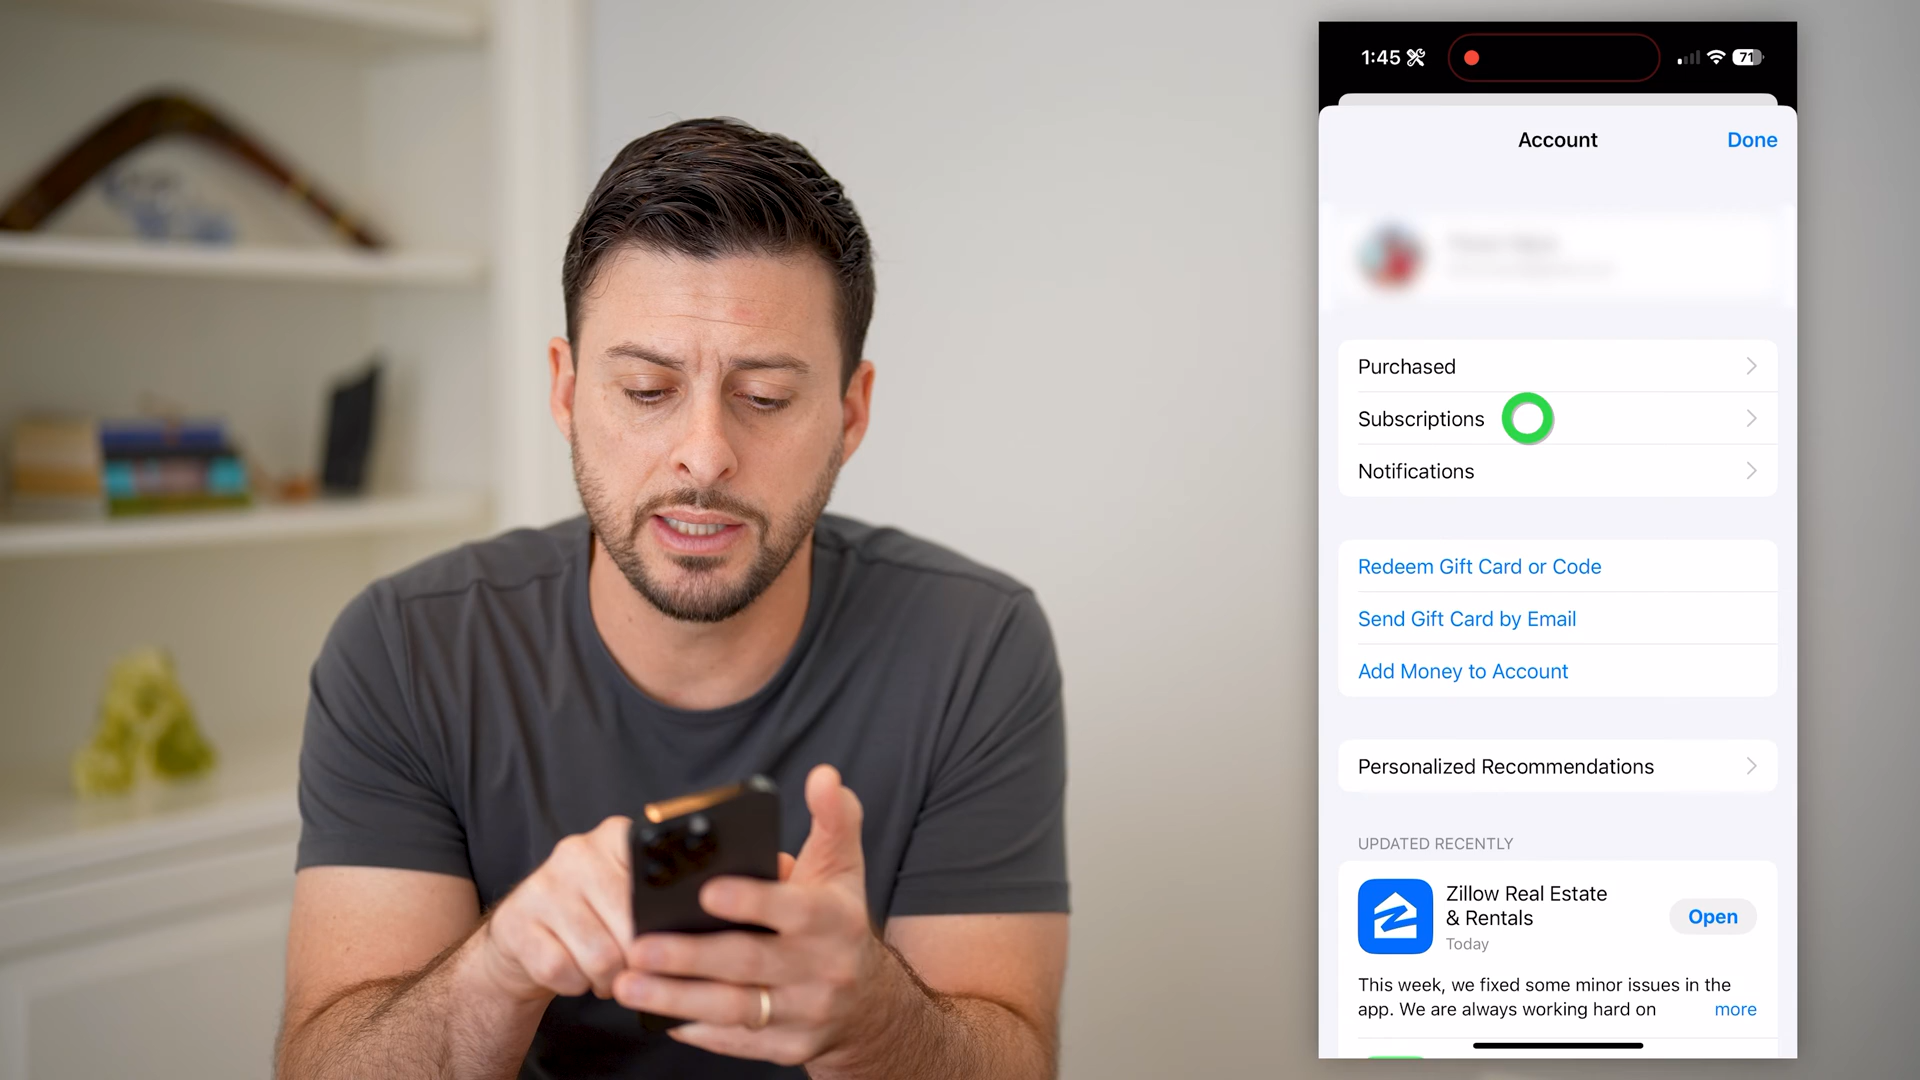 1:45
71
Account
Done
Purchased
Subscriptions
Notifications
Redeem Gift Card or Code
Send Gift Card by Email
Add Money to Account
Personalized Recommendations
UPDATED RECENTLY
Zillow Real Estate
& Rentals
Open
Today
This week, we fixed some minor issues in the
app. We are always working hard on more